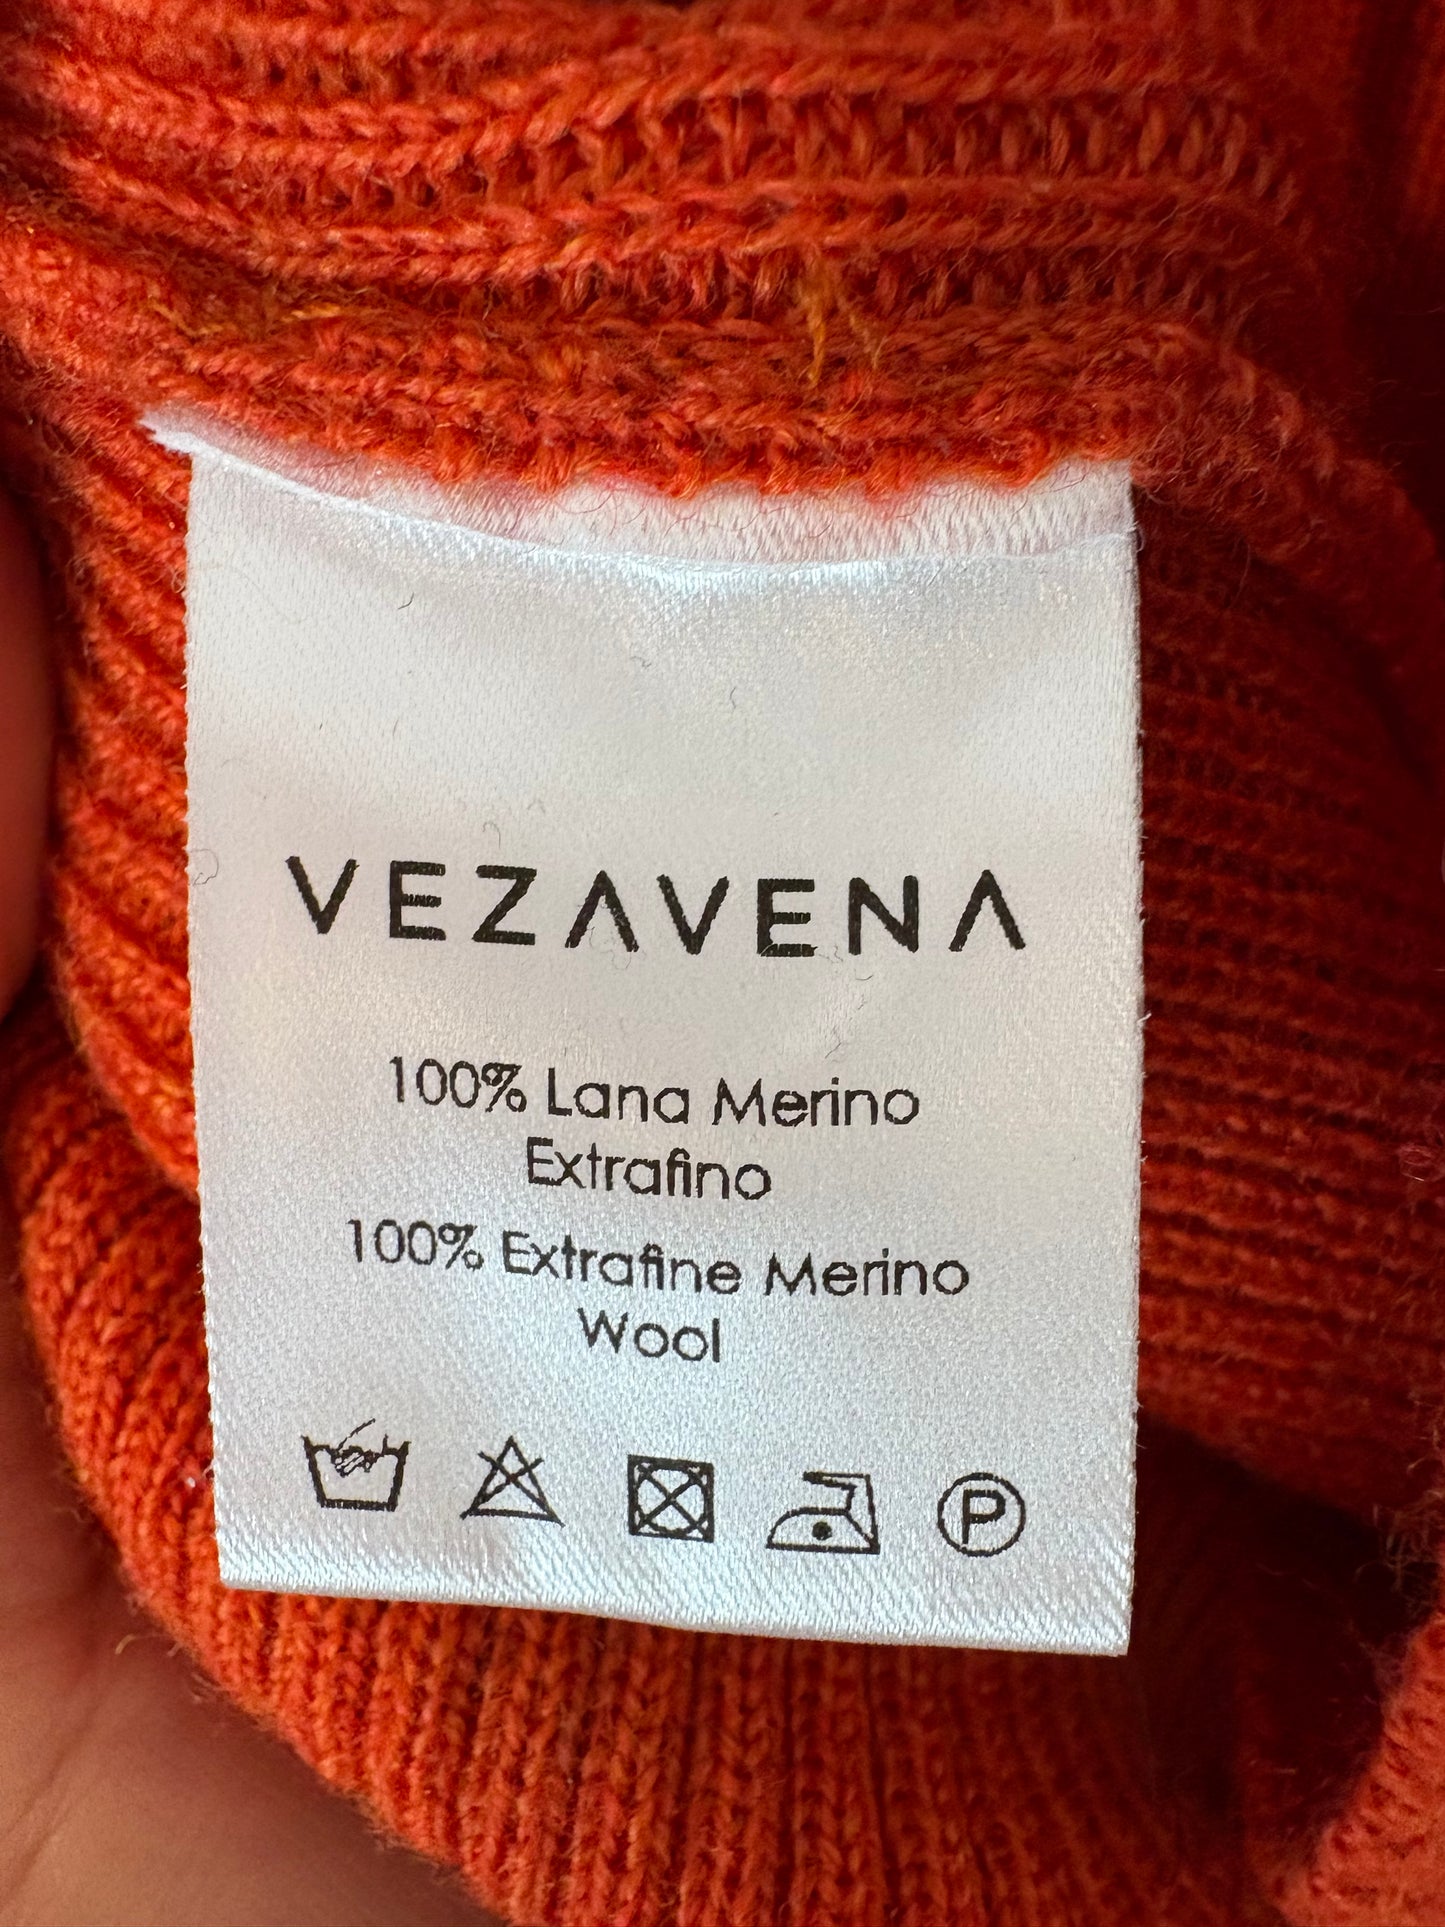 VEZAVENA
100% Lana Merino
Extrafino
100% Extrafine Merino
Wool
P